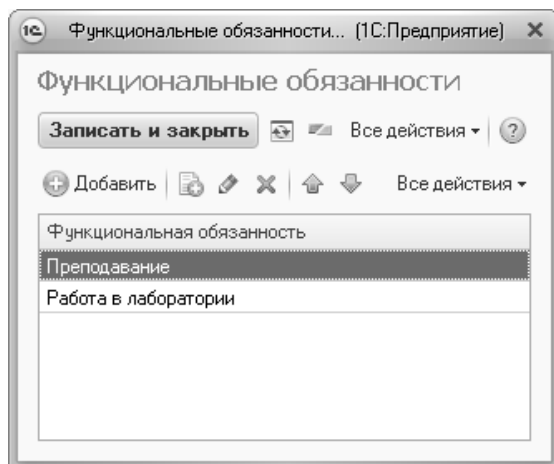 1С Функциональные обязанности... (1С:Предприятие)
Функциональные обязанности
Записать и закрыть Все действия ?
Добавить Все действия
Функциональная обязанность
Преподавание
Работа в лаборатории